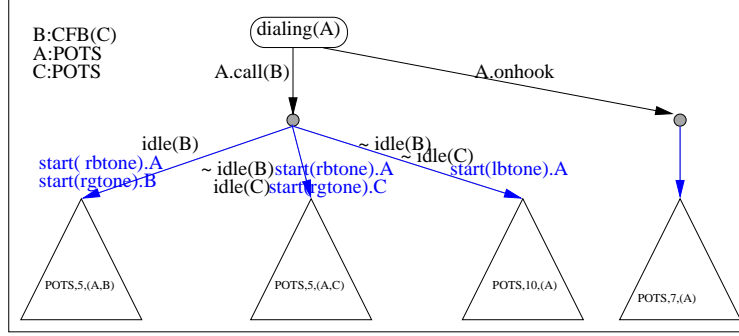 B:CFB(C)
A:POTS
C:POTS
dialing(A)
A.call(B)
A.onhook
idle(B)
start( rbtone).A
start(rgtone).B
~ idle(B)
idle(C)
start(rbtone).A
start(rgtone).C
~ idle(B)
~ idle(C)
start(lbtone).A
POTS,5,(A,B)
POTS,5,(A,C)
POTS,10,(A)
POTS,7,(A)